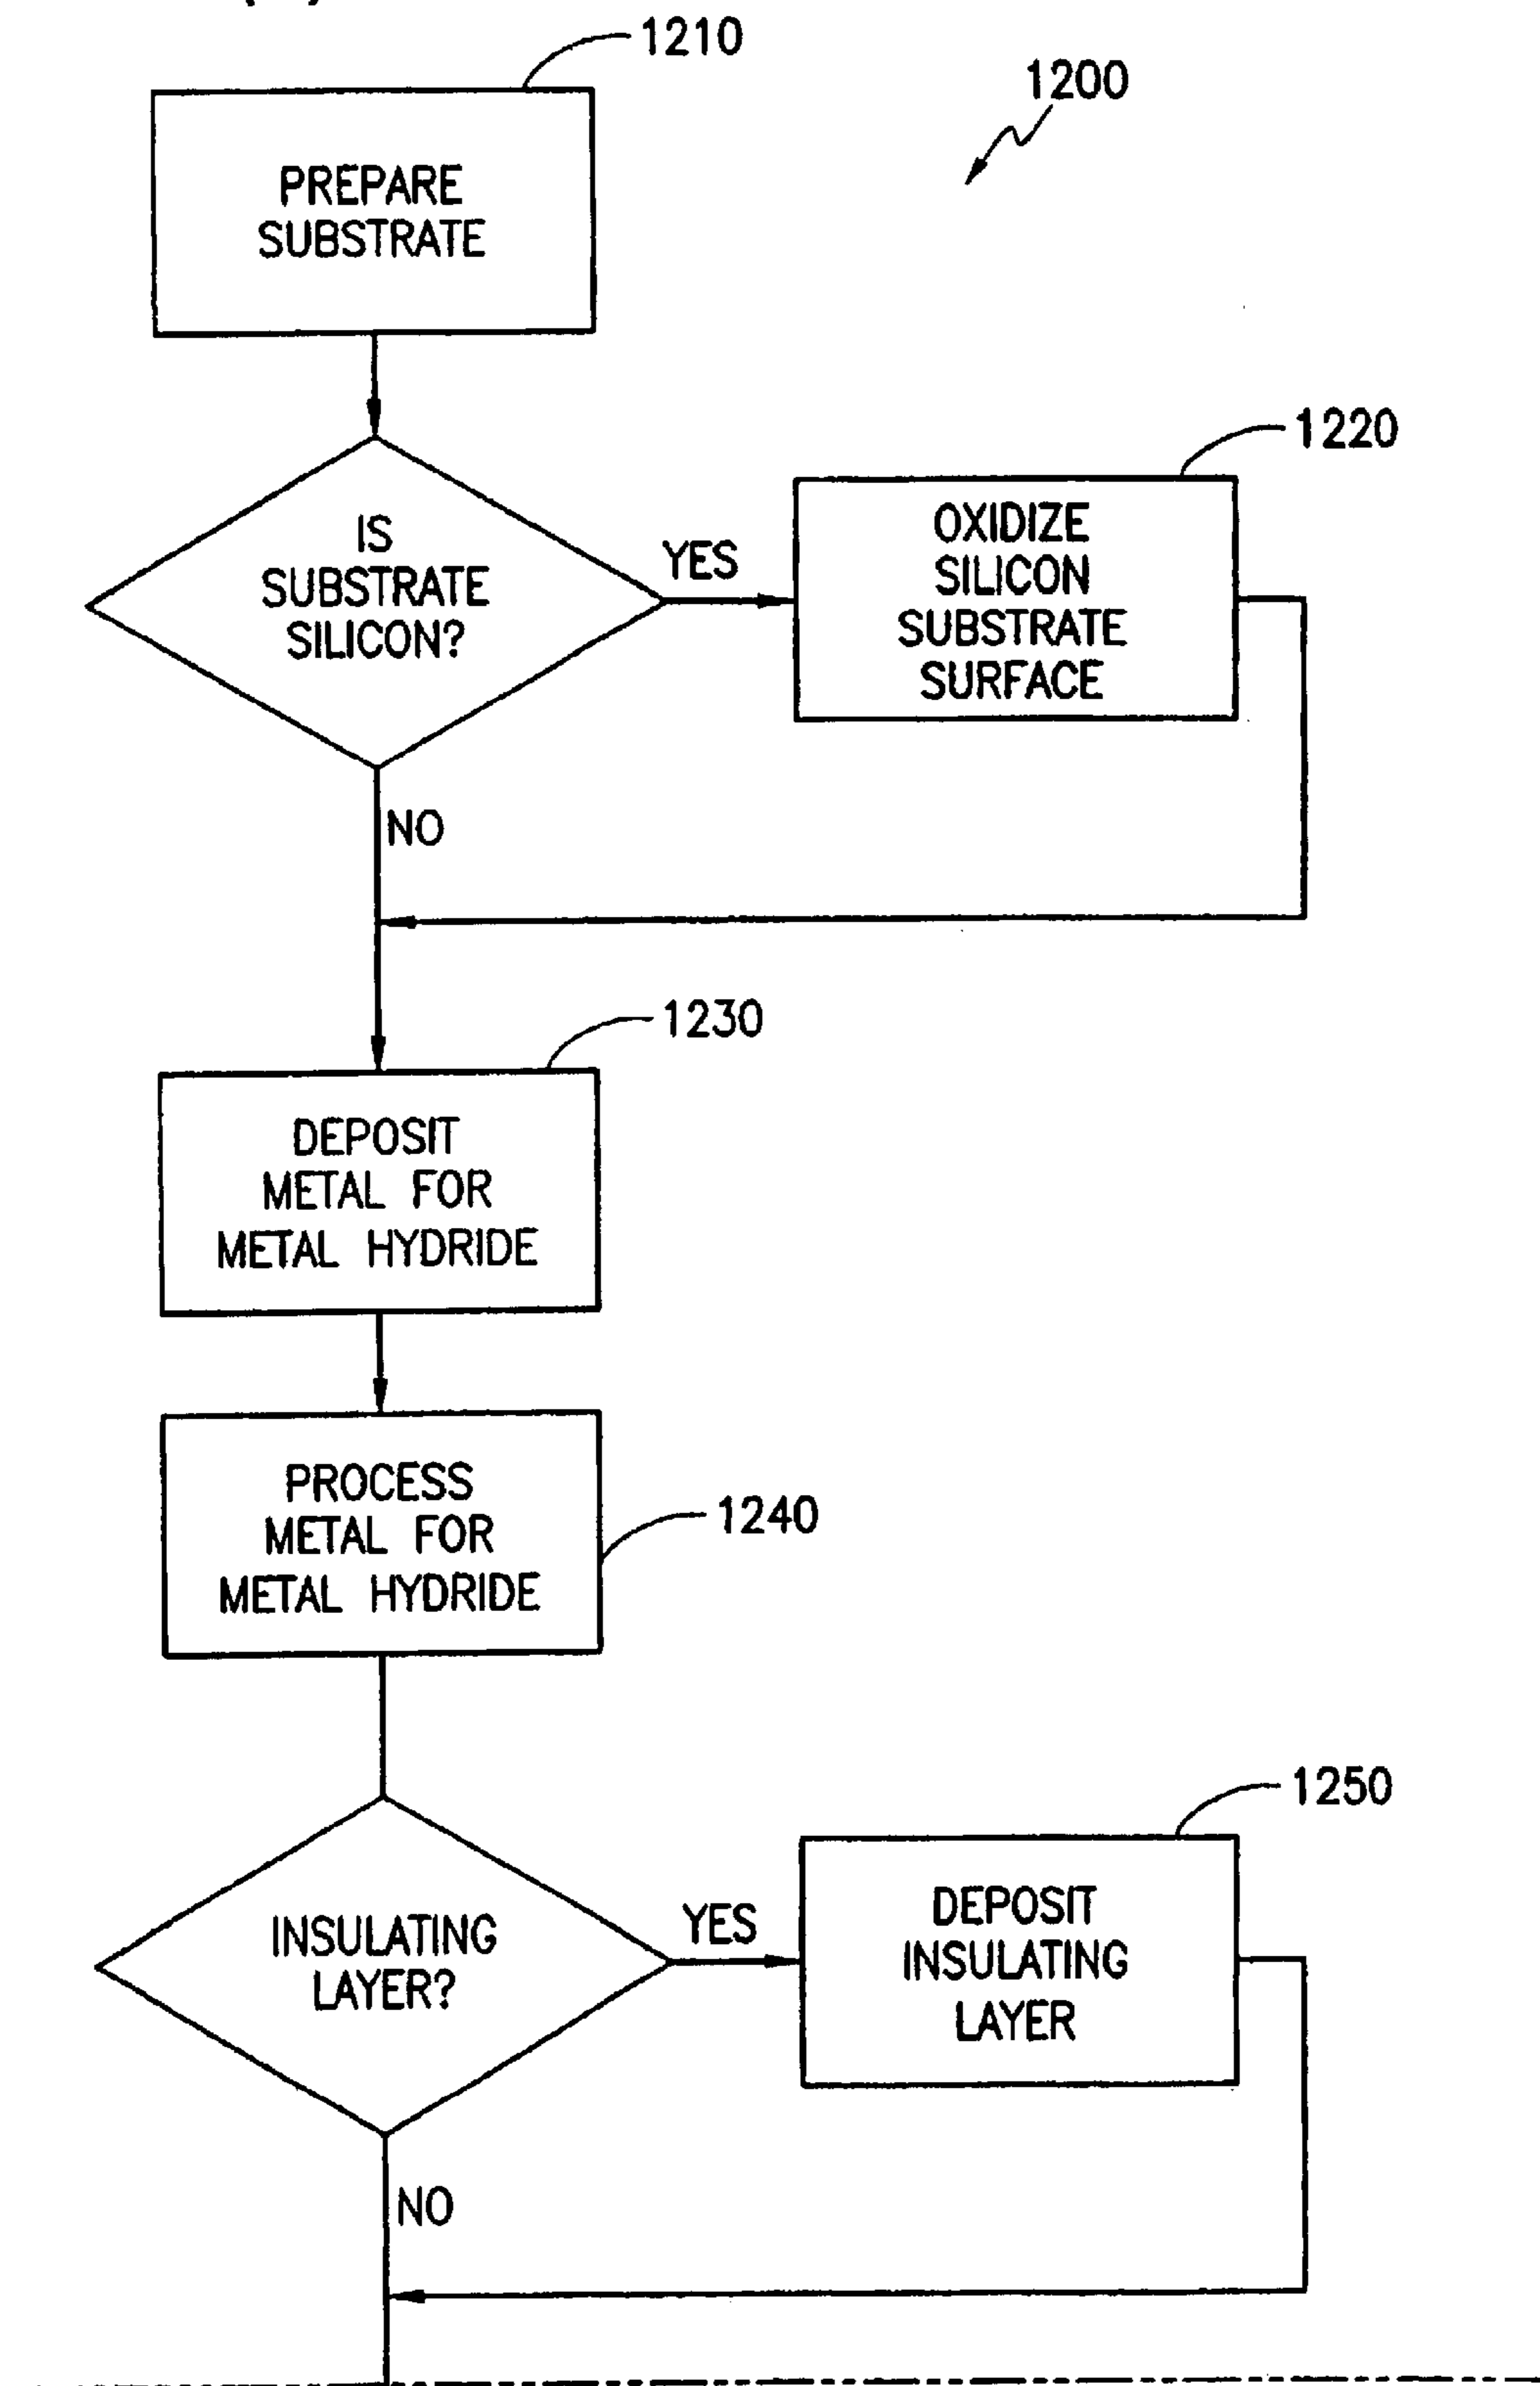 1210
1200
PREPARE
SUBSTRATE
1220
IS
SUBSTRATE
SILICON?
YES
OXIDIZE
SILICON
SUBSTRATE
SURFACE
NO
1230
DEPOSIT
METAL FOR
METAL HYDRIDE
PROCESS
METAL FOR
METAL HYDRIDE
1240
1250
INSULATING
LAYER?
YES
DEPOSIT
INSULATING
LAYER
NO